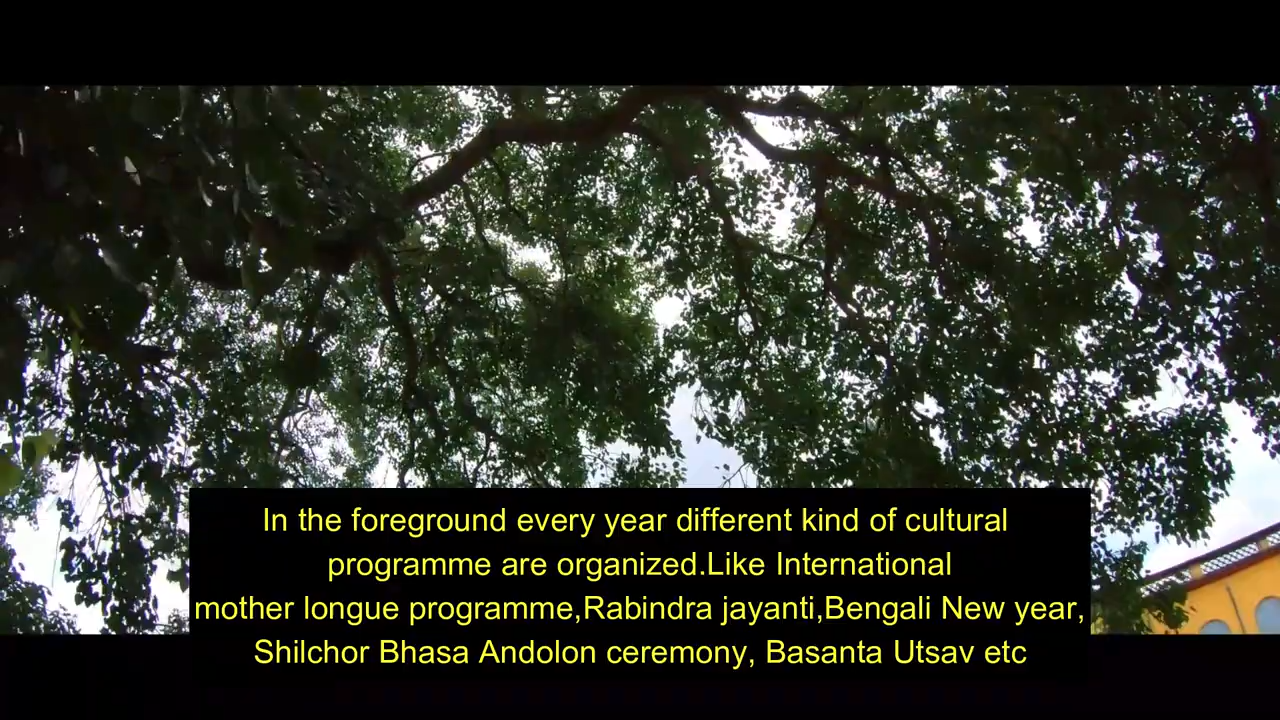 In the foreground every year different kind of cultural
programme are organized.Like International
mother longue programme,Rabindra jayanti,Bengali New year,
Shilchor Bhasa Andolon ceremony, Basanta Utsav etc